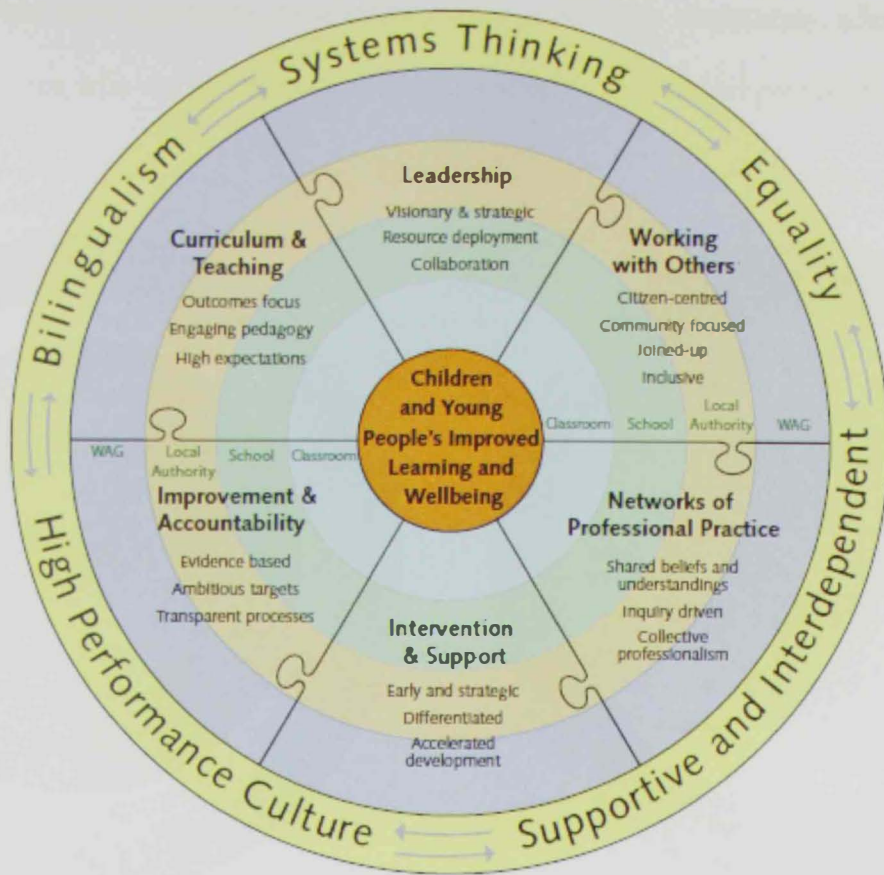 Systems Thinking
Equality
Supportive and Interdependent
High Performance Culture
Bilingualism
Leadership
Visionary & strategic
Resource deployment
Collaboration
Working
with Others
Citizen-centred
Community focused
Joined-up
Inclusive
Classroom School Local
Authority WAG
Networks of
Professional Practice
Shared beliefs and
understandings
Inquiry driven
Collective
professionalism
Intervention
& Support
Early and strategic
Differentiated
Accelerated
development
WAG Local
Authority School Classroom
Improvement &
Accountability
Evidence based
Ambitious targets
Transparent processes
Curriculum &
Teaching
Outcomes focus
Engaging pedagogy
High expectations
Children
and Young
People's Improved
Learning and
Wellbeing